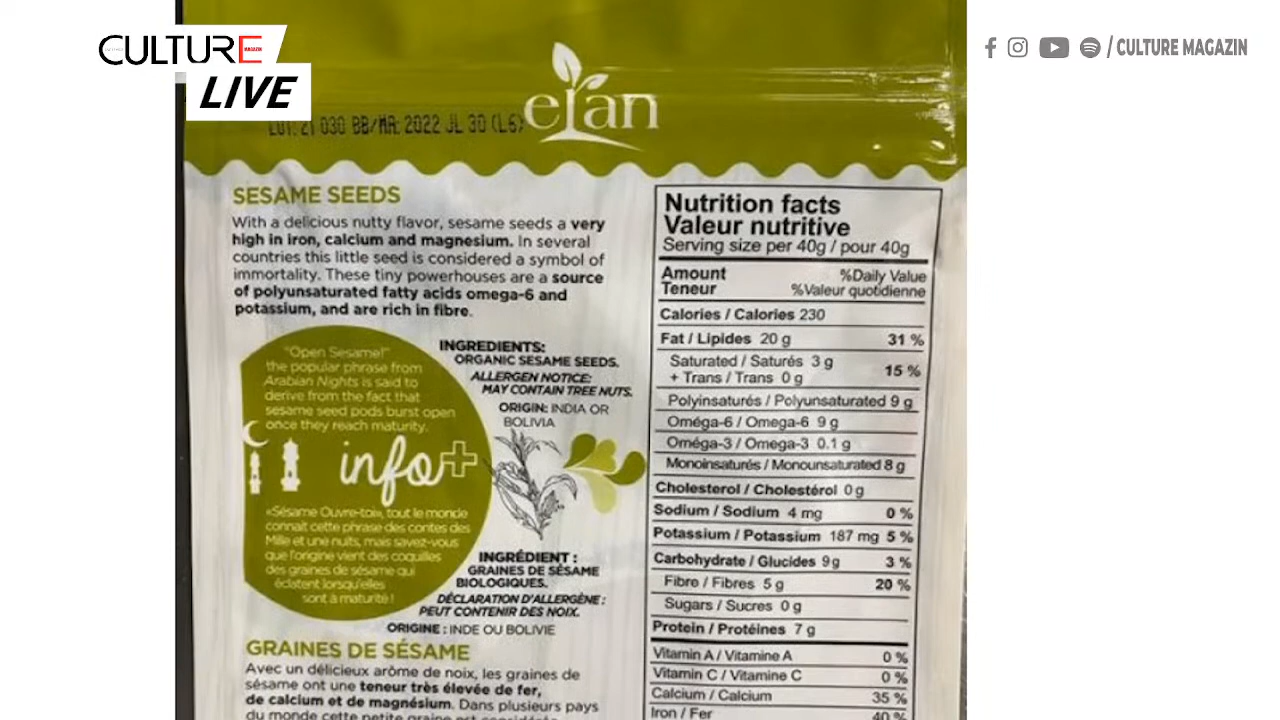 CULTURE MAGAZIN
LIVE
/ CULTURE MAGAZIN
elan
LOT: 21 030 BB/MA: 2022 JL 30 (L6)
SESAME SEEDS
With a delicious nutty flavor, sesame seeds a very
high in iron, calcium and magnesium. In several
countries this little seed is considered a symbol of
immortality. These tiny powerhouses are a source
of polyunsaturated fatty acids omega-6 and
potassium, and are rich in fibre.
"Open Sesame!"
the popular phrase from
Arabian Nights is said to
derive from the fact that
sesame seed pods burst open
once they reach maturity.
info+
«Sésame Ouvre-toi», tout le monde
connait cette phrase des contes des
Mille et une nuits, mais savez-vous
que l'origine vient des coquilles
des graines de sésame qui
éclatent lorsqu'elles
sont à maturité !
INGREDIENTS:
ORGANIC SESAME SEEDS.
ALLERGEN NOTICE:
MAY CONTAIN TREE NUTS.
ORIGIN: INDIA OR
BOLIVIA
INGRÉDIENT :
GRAINES DE SÉSAME
BIOLOGIQUES.
DÉCLARATION D'ALLERGÈNE :
PEUT CONTENIR DES NOIX.
ORIGINE : INDE OU BOLIVIE
GRAINES DE SÉSAME
Avec un délicieux arôme de noix, les graines de
sésame ont une teneur très élevée de fer,
de calcium et de magnésium. Dans plusieurs pays
du monde cette petite graine est considérée
Nutrition facts
Valeur nutritive
Serving size per 40g / pour 40g
Amount %Daily Value
Teneur %Valeur quotidienne
Calories / Calories 230
Fat / Lipides 20 g 31 %
Saturated / Saturés 3 g
+ Trans / Trans 0 g 15 %
Polyinsaturés / Polyunsaturated 9 g
Oméga-6 / Omega-6 9 g
Oméga-3 / Omega-3 0.1 g
Monoinsaturés / Monounsaturated 8 g
Cholesterol / Cholestérol 0 g
Sodium / Sodium 4 mg 0 %
Potassium / Potassium 187 mg 5 %
Carbohydrate / Glucides 9 g 3 %
Fibre / Fibres 5 g 20 %
Sugars / Sucres 0 g
Protein / Protéines 7 g
Vitamin A / Vitamine A 0 %
Vitamin C / Vitamine C 0 %
Calcium / Calcium 35 %
Iron / Fer 40 %